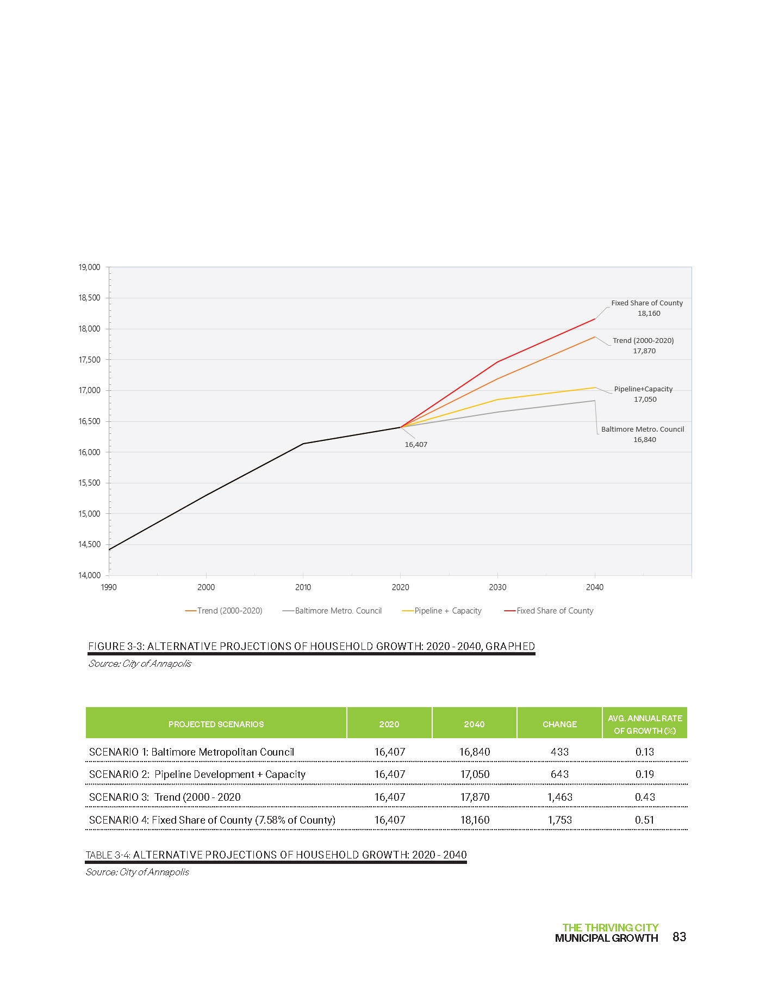 19,000
18,500
18,000
17,500
17,000
16,500
16,000
15,500
15,000
14,500
14,000
1990 2000 2010 2020 2030 2040
Fixed Share of County
18,160
Trend (2000-2020)
17,870
Pipeline+Capacity
17,050
Baltimore Metro. Council
16,840
16,407
Trend (2000-2020) Baltimore Metro. Council Pipeline + Capacity Fixed Share of County
FIGURE 3-3: ALTERNATIVE PROJECTIONS OF HOUSEHOLD GROWTH: 2020 - 2040, GRAPHED
Source: City of Annapolis
PROJECTED SCENARIOS 2020 2040 CHANGE AVG. ANNUAL RATE
OF GROWTH (%)
SCENARIO 1: Baltimore Metropolitan Council 16,407 16,840 433 0.13
SCENARIO 2: Pipeline Development + Capacity 16,407 17,050 643 0.19
SCENARIO 3: Trend (2000 - 2020 16,407 17,870 1,463 0.43
SCENARIO 4: Fixed Share of County (7.58% of County) 16,407 18,160 1,753 0.51
TABLE 3-4: ALTERNATIVE PROJECTIONS OF HOUSEHOLD GROWTH: 2020 - 2040
Source: City of Annapolis
THE THRIVING CITY
MUNICIPAL GROWTH 83